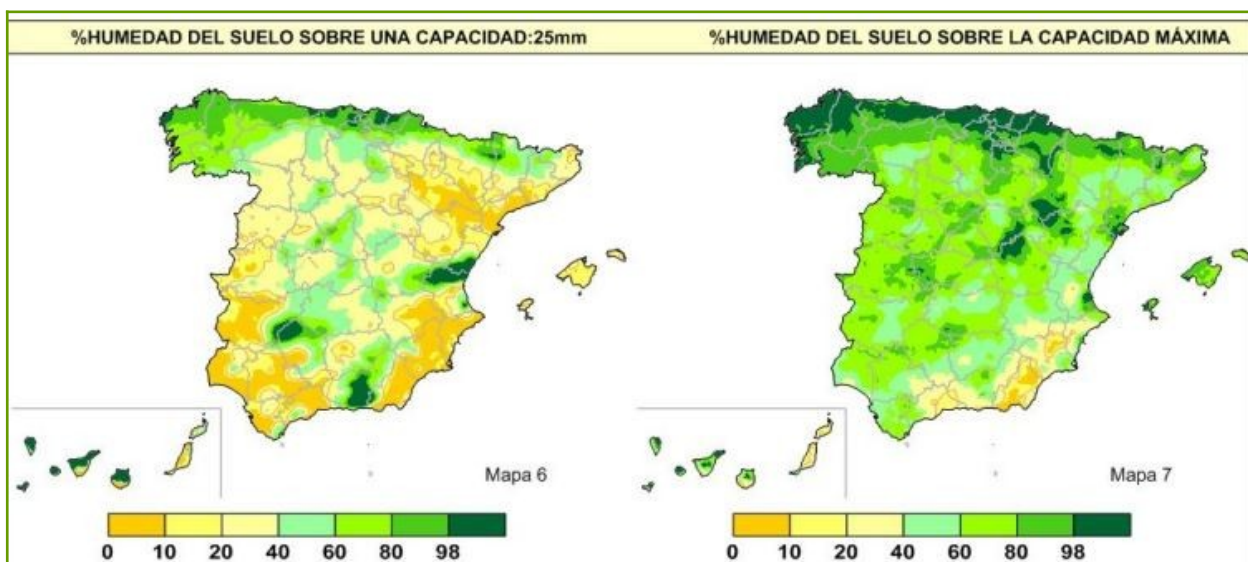 %HUMEDAD DEL SUELO SOBRE UNA CAPACIDAD:25mm
%HUMEDAD DEL SUELO SOBRE LA CAPACIDAD MÁXIMA
Mapa 6
Mapa 7
0 10 20 40 60 80 98
0 10 20 40 60 80 98